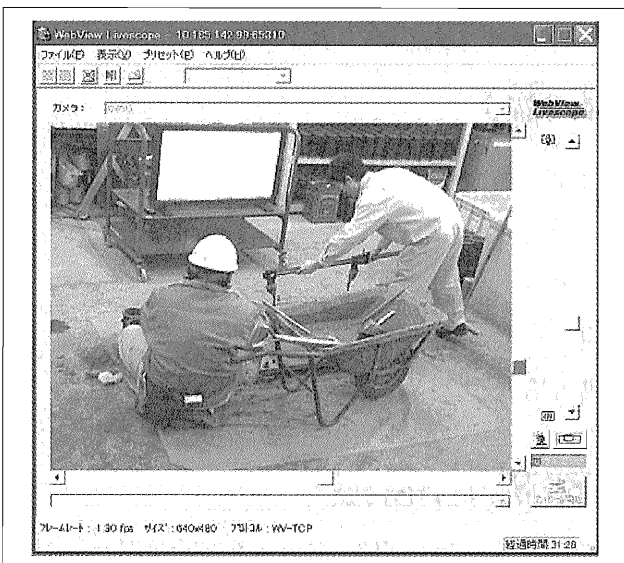 WebView Livescope - 10.165.142.99:65310
ファイル(F) 表示(V) プリセット(P) ヘルプ(H)
カメラ:
WebView
Livescope
フレームレート : 1.90 fps サイズ : 640x480 プロトコル : WV-TCP
経過時間 31:28